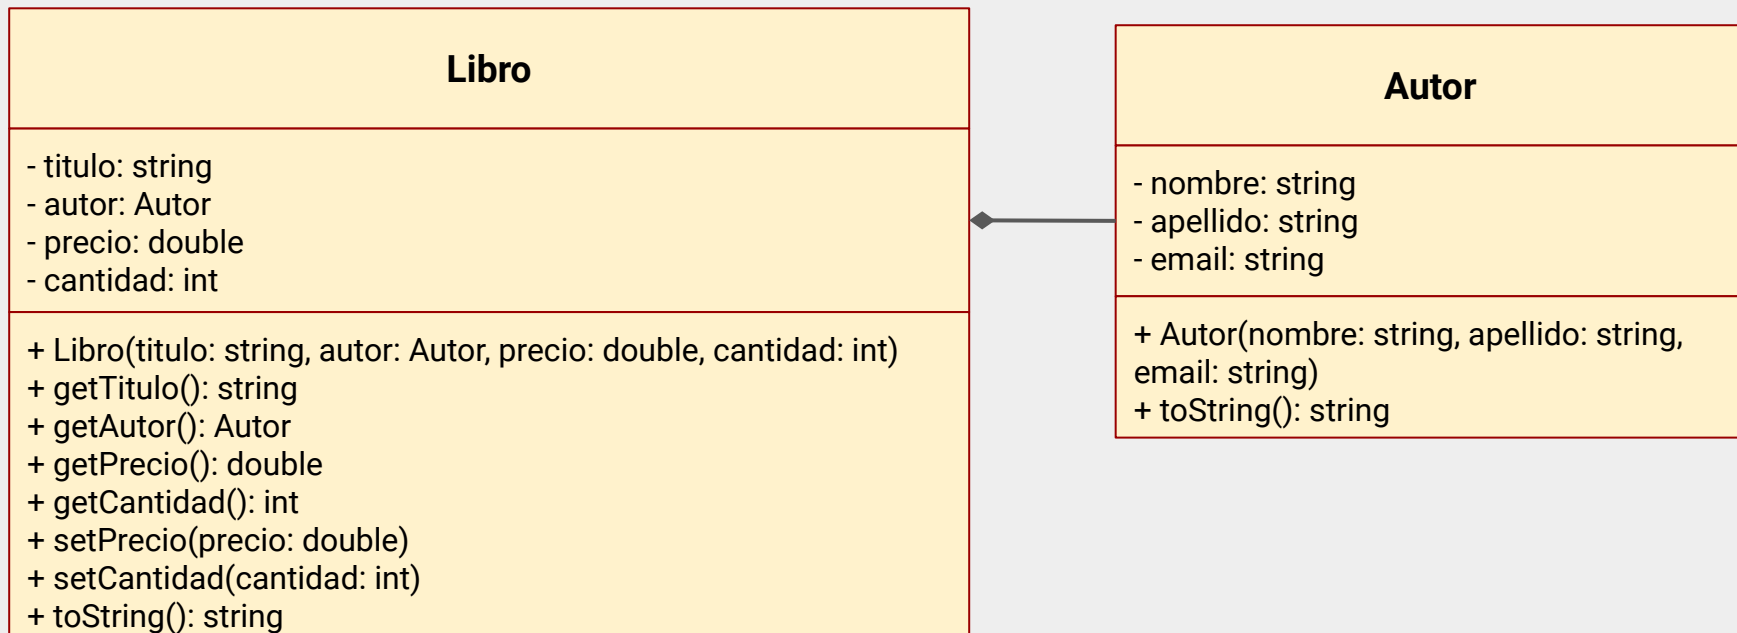 Libro
- titulo: string
- autor: Autor
- precio: double
- cantidad: int
+ Libro(titulo: string, autor: Autor, precio: double, cantidad: int)
+ getTitulo(): string
+ getAutor(): Autor
+ getPrecio(): double
+ getCantidad(): int
+ setPrecio(precio: double)
+ setCantidad(cantidad: int)
+ toString(): string
Autor
- nombre: string
- apellido: string
- email: string
+ Autor(nombre: string, apellido: string,
email: string)
+ toString(): string